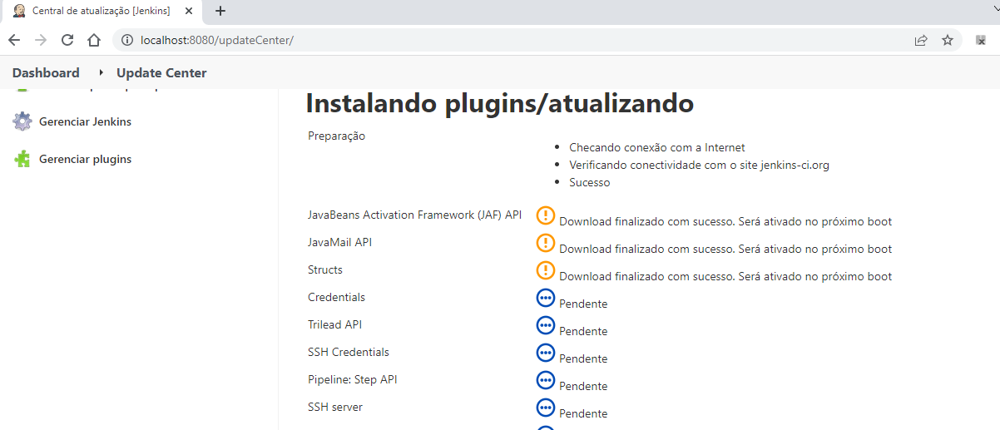 Central de atualização [Jenkins]
localhost:8080/updateCenter/
Dashboard
Update Center
Gerenciar Jenkins
Gerenciar plugins
Instalando plugins/atualizando
Preparação
Checando conexão com a Internet
Verificando conectividade com o site jenkins-ci.org
Sucesso
JavaBeans Activation Framework (JAF) API Download finalizado com sucesso. Será ativado no próximo boot
JavaMail API Download finalizado com sucesso. Será ativado no próximo boot
Structs Download finalizado com sucesso. Será ativado no próximo boot
Credentials Pendente
Trilead API Pendente
SSH Credentials Pendente
Pipeline: Step API Pendente
SSH server Pendente